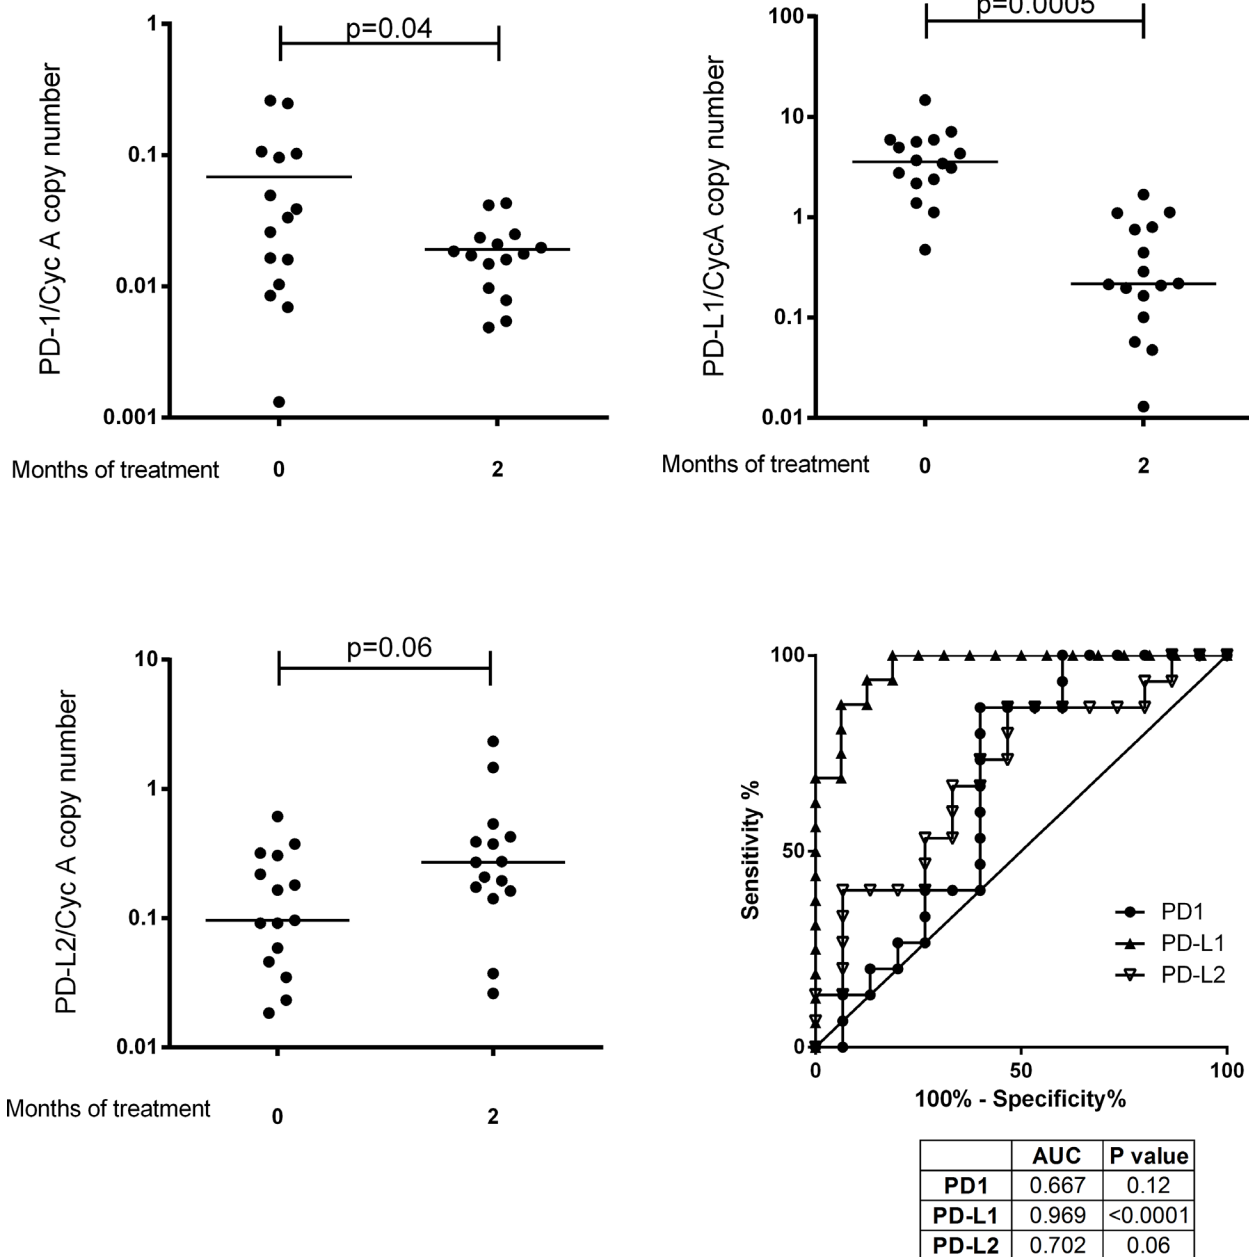 p=0.04
1
0.1
0.01
0.001
PD-1/Cyc A copy number
Months of treatment 0 2
p=0.0005
100
10
1
0.1
0.01
PD-L1/CycA copy number
Months of treatment 0 2
p=0.06
10
1
0.1
0.01
PD-L2/Cyc A copy number
Months of treatment 0 2
100
50
0
Sensitivity %
PD1
PD-L1
PD-L2
0 50 100
100% - Specificity%
AUC P value
PD1 0.667 0.12
PD-L1 0.969 <0.0001
PD-L2 0.702 0.06